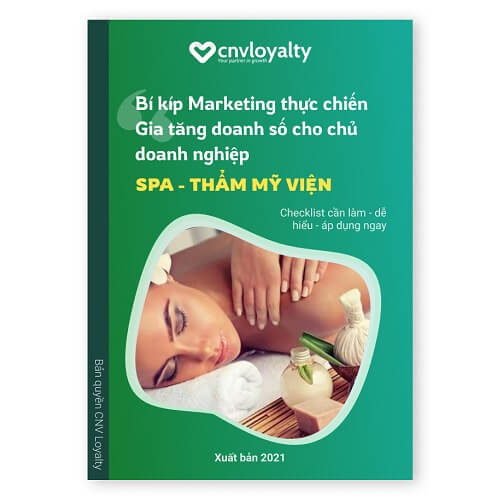 cnvloyalty
Your partner in growth
Bí kíp Marketing thực chiến
Gia tăng doanh số cho chủ
doanh nghiệp
SPA - THẨM MỸ VIỆN
Checklist cần làm - dễ
hiểu - áp dụng ngay
Bản quyền CNV Loyalty
Xuất bản 2021